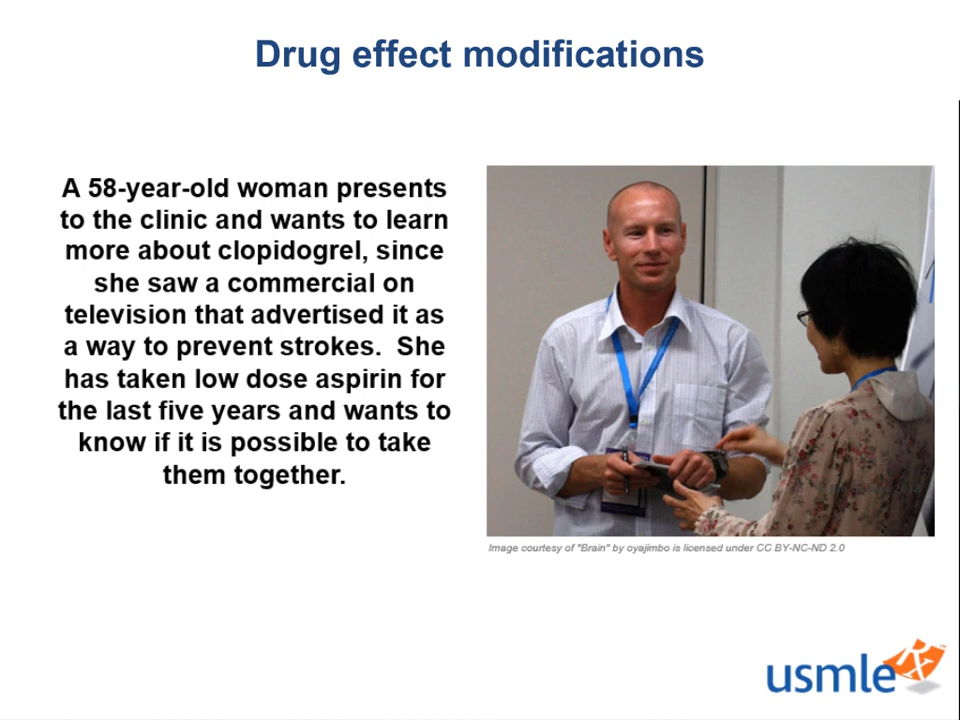 Drug effect modifications
A 58-year-old woman presents
to the clinic and wants to learn
more about clopidogrel, since
she saw a commercial on
television that advertised it as
a way to prevent strokes. She
has taken low dose aspirin for
the last five years and wants to
know if it is possible to take
them together.
Image courtesy of "Brain" by oyajimbo is licensed under CC BY-NC-ND 2.0
usmle Rx